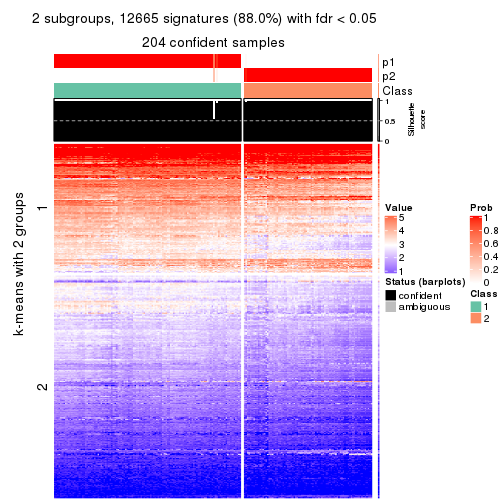 2 subgroups, 12665 signatures (88.0%) with fdr < 0.05
204 confident samples
p1
p2
Class
1
0.5
0
Silhouette
score
k-means with 2 groups
1
2
Value
5
4
3
2
1
Status (barplots)
confident
ambiguous
Prob
1
0.8
0.6
0.4
0.2
0
Class
1
2